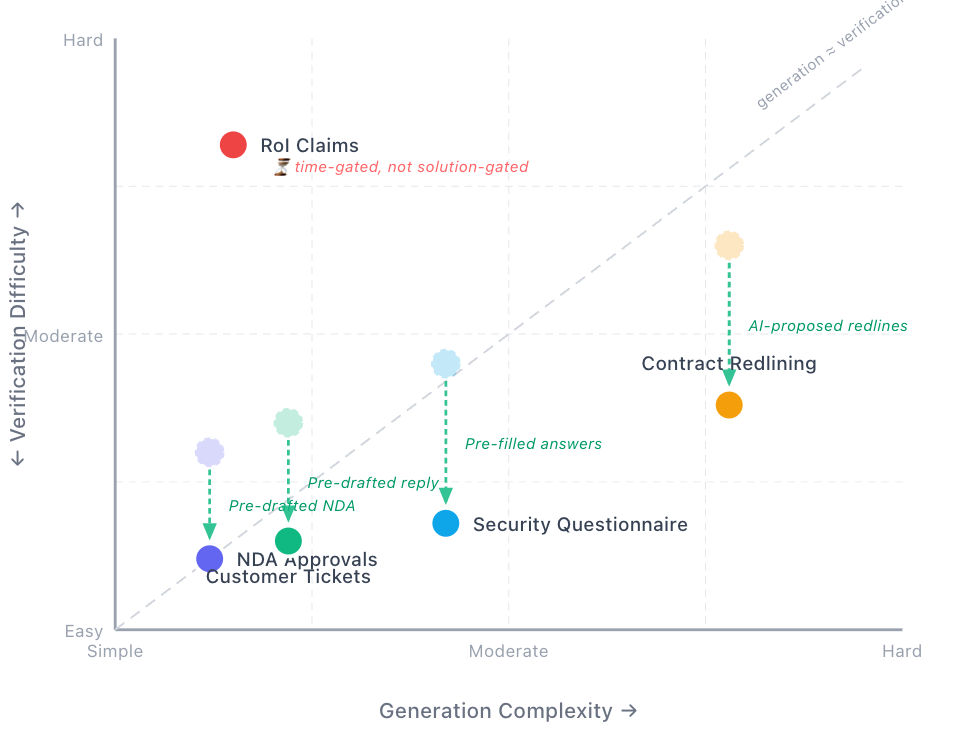 generation ≈ verification
Hard
RoI Claims
⏳ time-gated, not solution-gated
← Verification Difficulty →
AI-proposed redlines
Moderate
Contract Redlining
Pre-filled answers
Pre-drafted reply
Pre-drafted NDA
Security Questionnaire
NDA Approvals
Customer Tickets
Easy
Simple
Moderate
Hard
Generation Complexity →